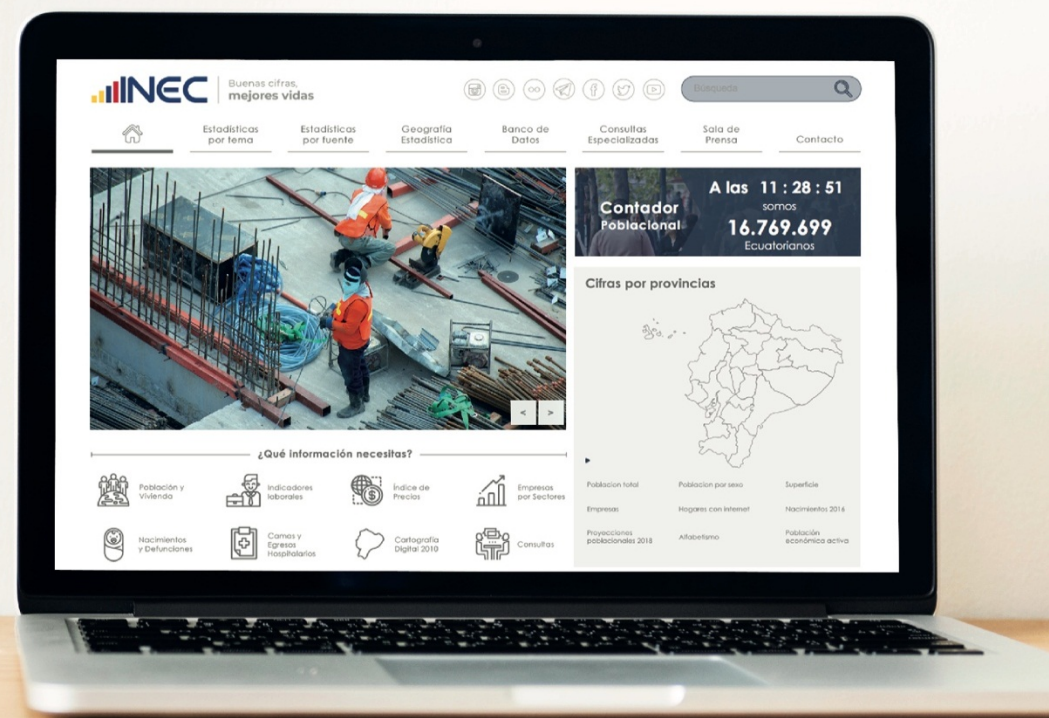 INEC
Buenas cifras,
mejores vidas
Búsqueda
Estadísticas
por tema
Estadísticas
por fuente
Geografía
Estadística
Banco de
Datos
Consultas
Especializadas
Sala de
Prensa
Contacto
Contador
Poblacional
A las 11 : 28 : 51
somos
16.769.699
Ecuatorianos
< >
Cifras por provincias
¿Qué información necesitas?
Población y
Vivienda
Indicadores
laborales
Índice de
Precios
Empresas
por Sectores
Nacimientos
y Defunciones
Camas y
Egresos
Hospitalarios
Cartografía
Digital 2010
Consultas
Poblacion total
Poblacion por sexo
Superficie
Empresas
Hogares con internet
Nacimientos 2016
Proyecciones
poblacionales 2018
Alfabetismo
Población
económica activa